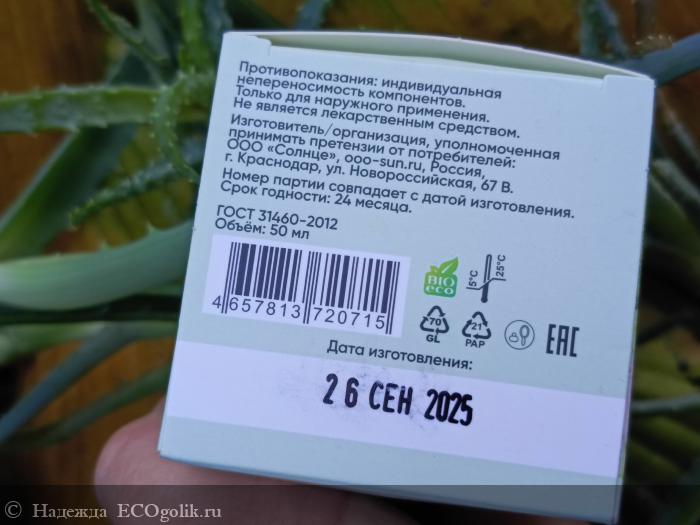 Противопоказания: индивидуальная
непереносимость компонентов.
Только для наружного применения.
Не является лекарственным средством.
Изготовитель/организация, уполномоченная
принимать претензии от потребителей:
ООО «Солнце», ooo-sun.ru, Россия,
г. Краснодар, ул. Новороссийская, 67 В.
Номер партии совпадает с датой изготовления.
Срок годности: 24 месяца.
ГОСТ 31460-2012
Объём: 50 мл
4 657813 720715
BIO
eco
5°C
25°C
70
GL
21
PAP
EAC
Дата изготовления:
26 СЕН 2025
© Надежда ECOgolik.ru